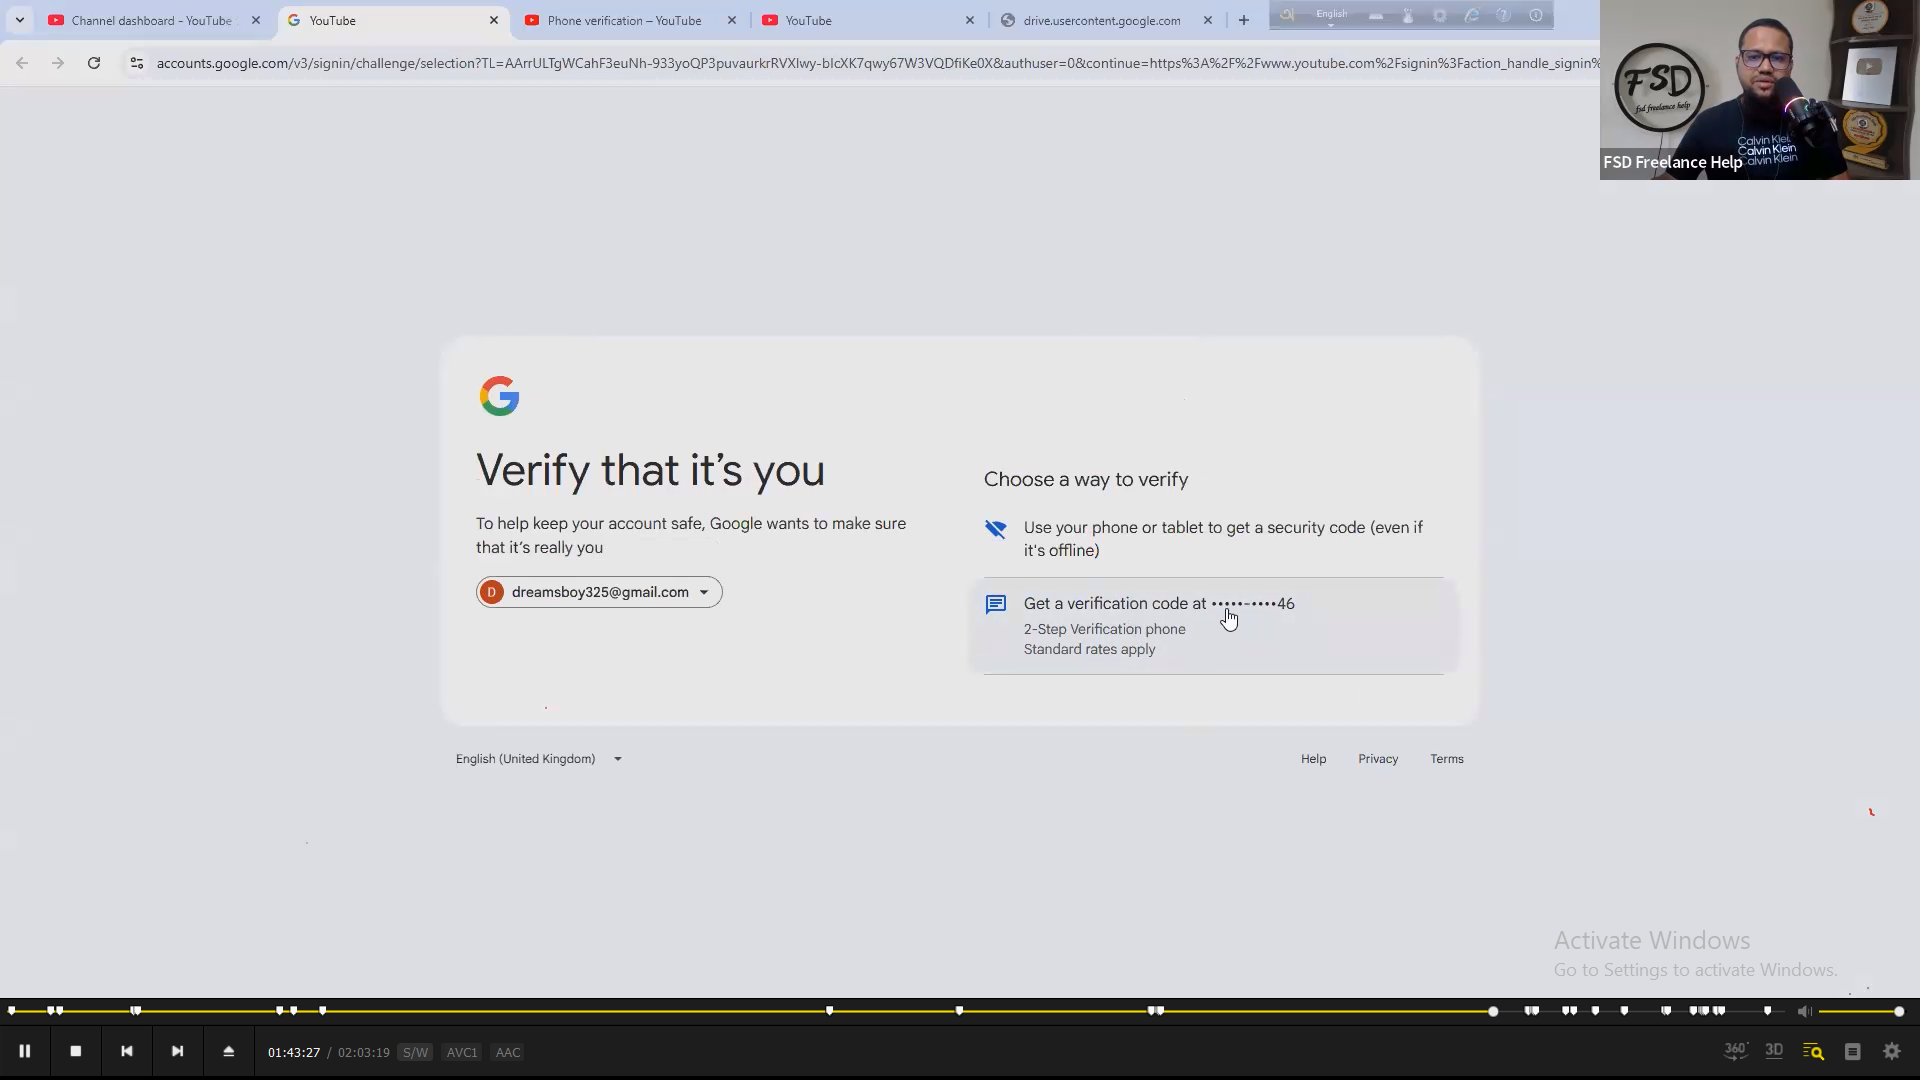 Channel dashboard - YouTube
YouTube
Phone verification – YouTube
YouTube
drive.usercontent.google.com
English
accounts.google.com/v3/signin/challenge/selection?TL=AArrULTgWCahF3euNh-933yoQP3puvaurkrRVXIwy-blcXK7qwy67W3VQDfiKe0X&authuser=0&continue=https%3A%2F%2Fwww.youtube.com%2Fsignin%3Faction_handle_signin%
FSD
fsd freelance help
Calvin Klein
Calvin Klein
Calvin Klein
FSD Freelance Help
Verify that it's you
To help keep your account safe, Google wants to make sure
that it's really you
D dreamsboy325@gmail.com
Choose a way to verify
Use your phone or tablet to get a security code (even if
it's offline)
Get a verification code at •••••-••••46
2-Step Verification phone
Standard rates apply
English (United Kingdom)
Help
Privacy
Terms
Activate Windows
Go to Settings to activate Windows.
01:43:27 / 02:03:19 S/W AVC1 AAC
360°
3D